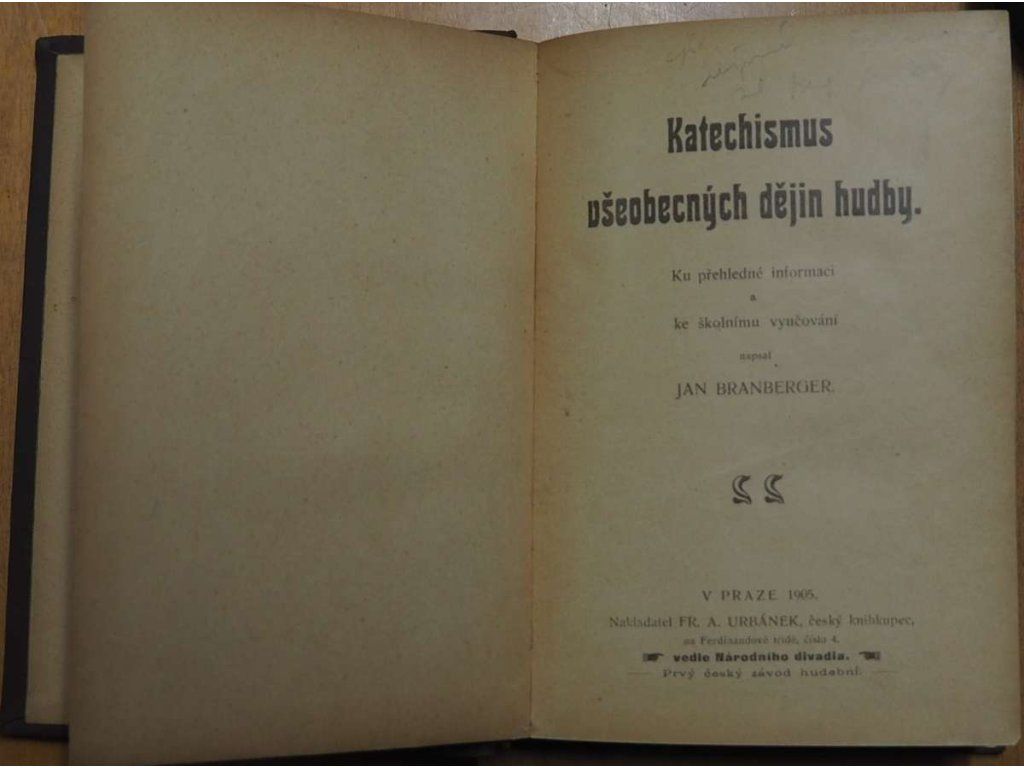 Katechismus
všeobecných dějin hudby.
Ku přehledné informaci
a
ke školnímu vyučování
napsal
JAN BRANBERGER.
V PRAZE 1905.
Nakladatel FR. A. URBÁNEK, český knihkupec,
na Ferdinandově třídě, číslo 4,
vedle Národního divadla.
Prvý český závod hudební.